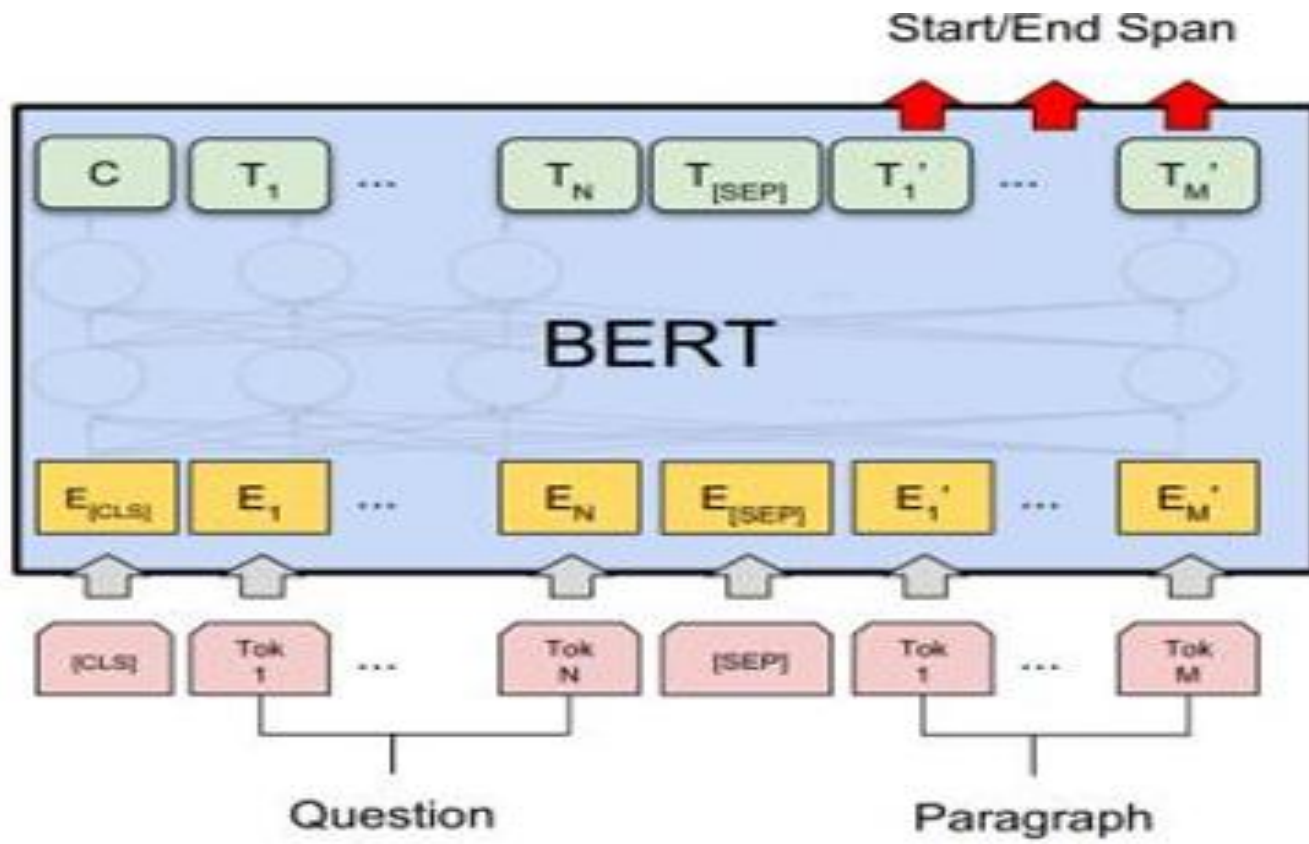 Start/End Span
C T1 ... TN T[SEP] T1' ... TM'
BERT
E[CLS] E1 ... EN E[SEP] E1' ... EM'
[CLS] Tok 1 ... Tok N [SEP] Tok 1 ... Tok M
Question Paragraph